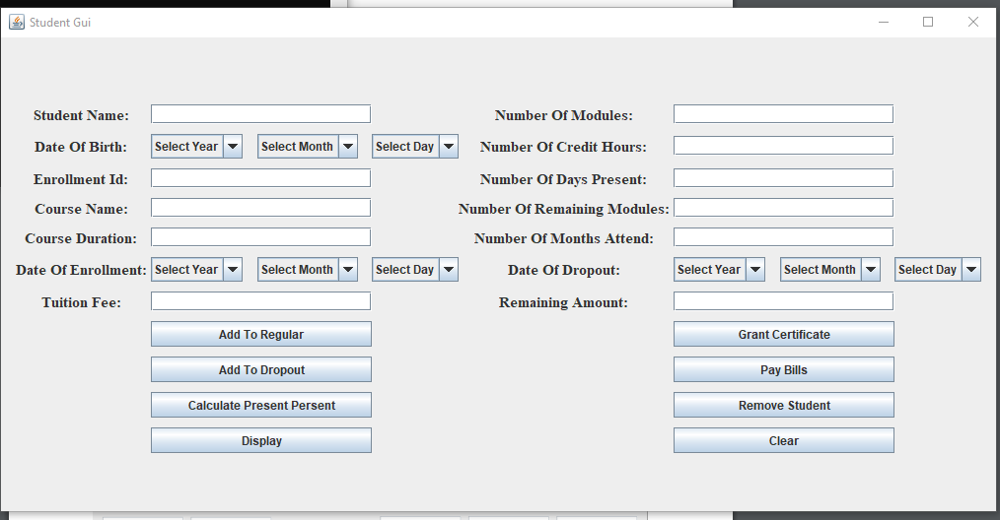 Student Gui
Student Name:
Number Of Modules:
Date Of Birth: Select Year Select Month Select Day
Number Of Credit Hours:
Enrollment Id:
Number Of Days Present:
Course Name:
Number Of Remaining Modules:
Course Duration:
Number Of Months Attend:
Date Of Enrollment: Select Year Select Month Select Day
Date Of Dropout: Select Year Select Month Select Day
Tuition Fee:
Remaining Amount:
Add To Regular
Grant Certificate
Add To Dropout
Pay Bills
Calculate Present Persent
Remove Student
Display
Clear